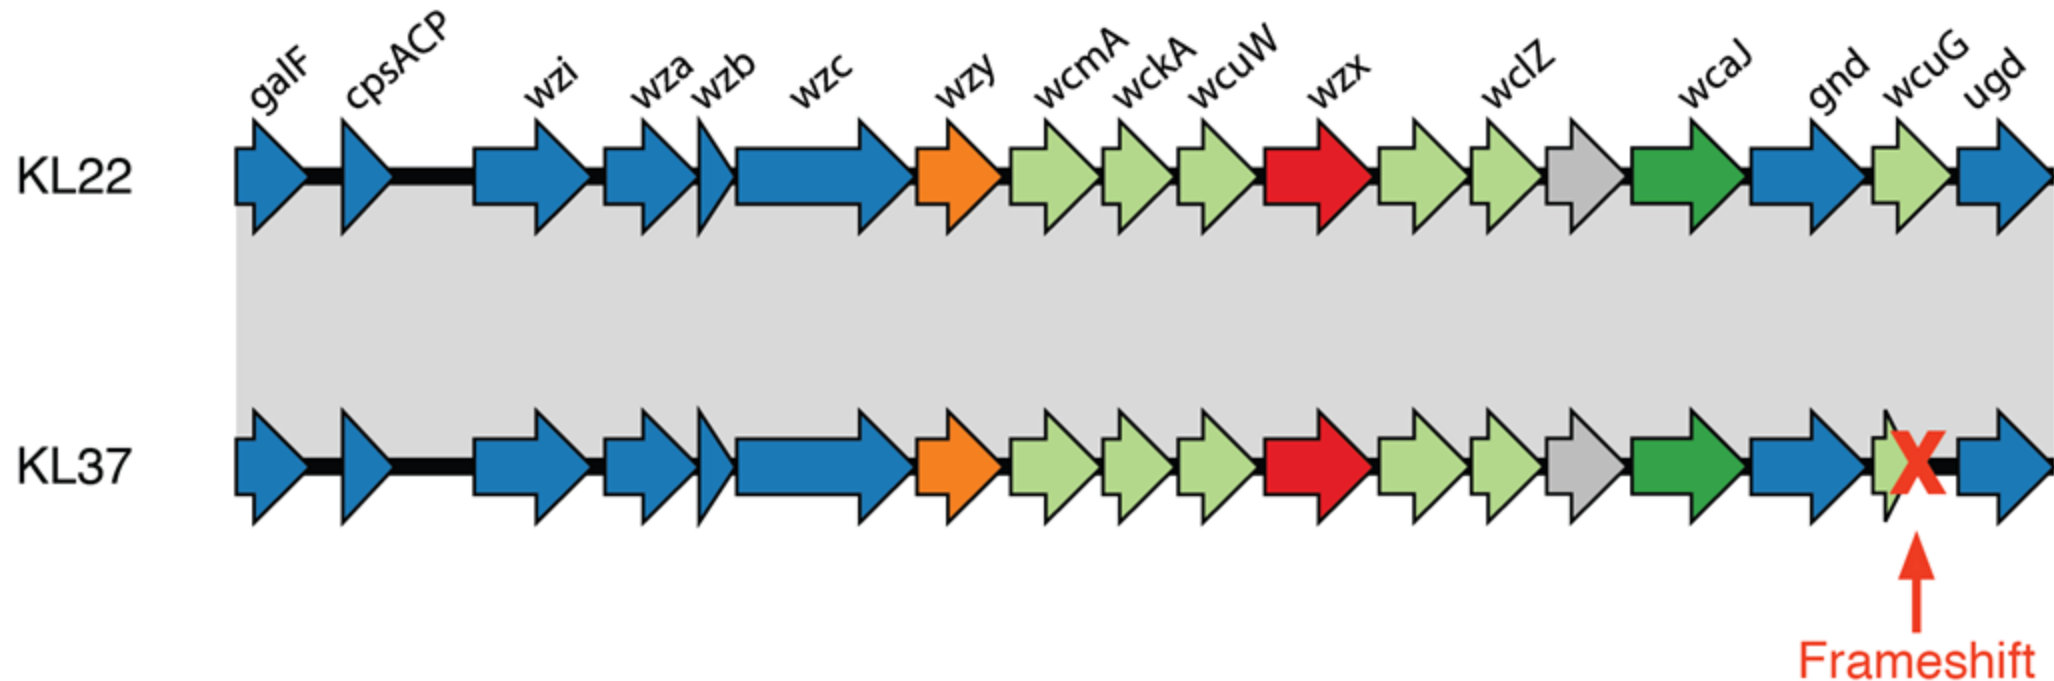 galF cpsACP wzi wza wzb wzc wzy wcmA wckA wcuW wzx wclZ wcaJ gnd wcuG ugd
KL22
KL37
X
Frameshift